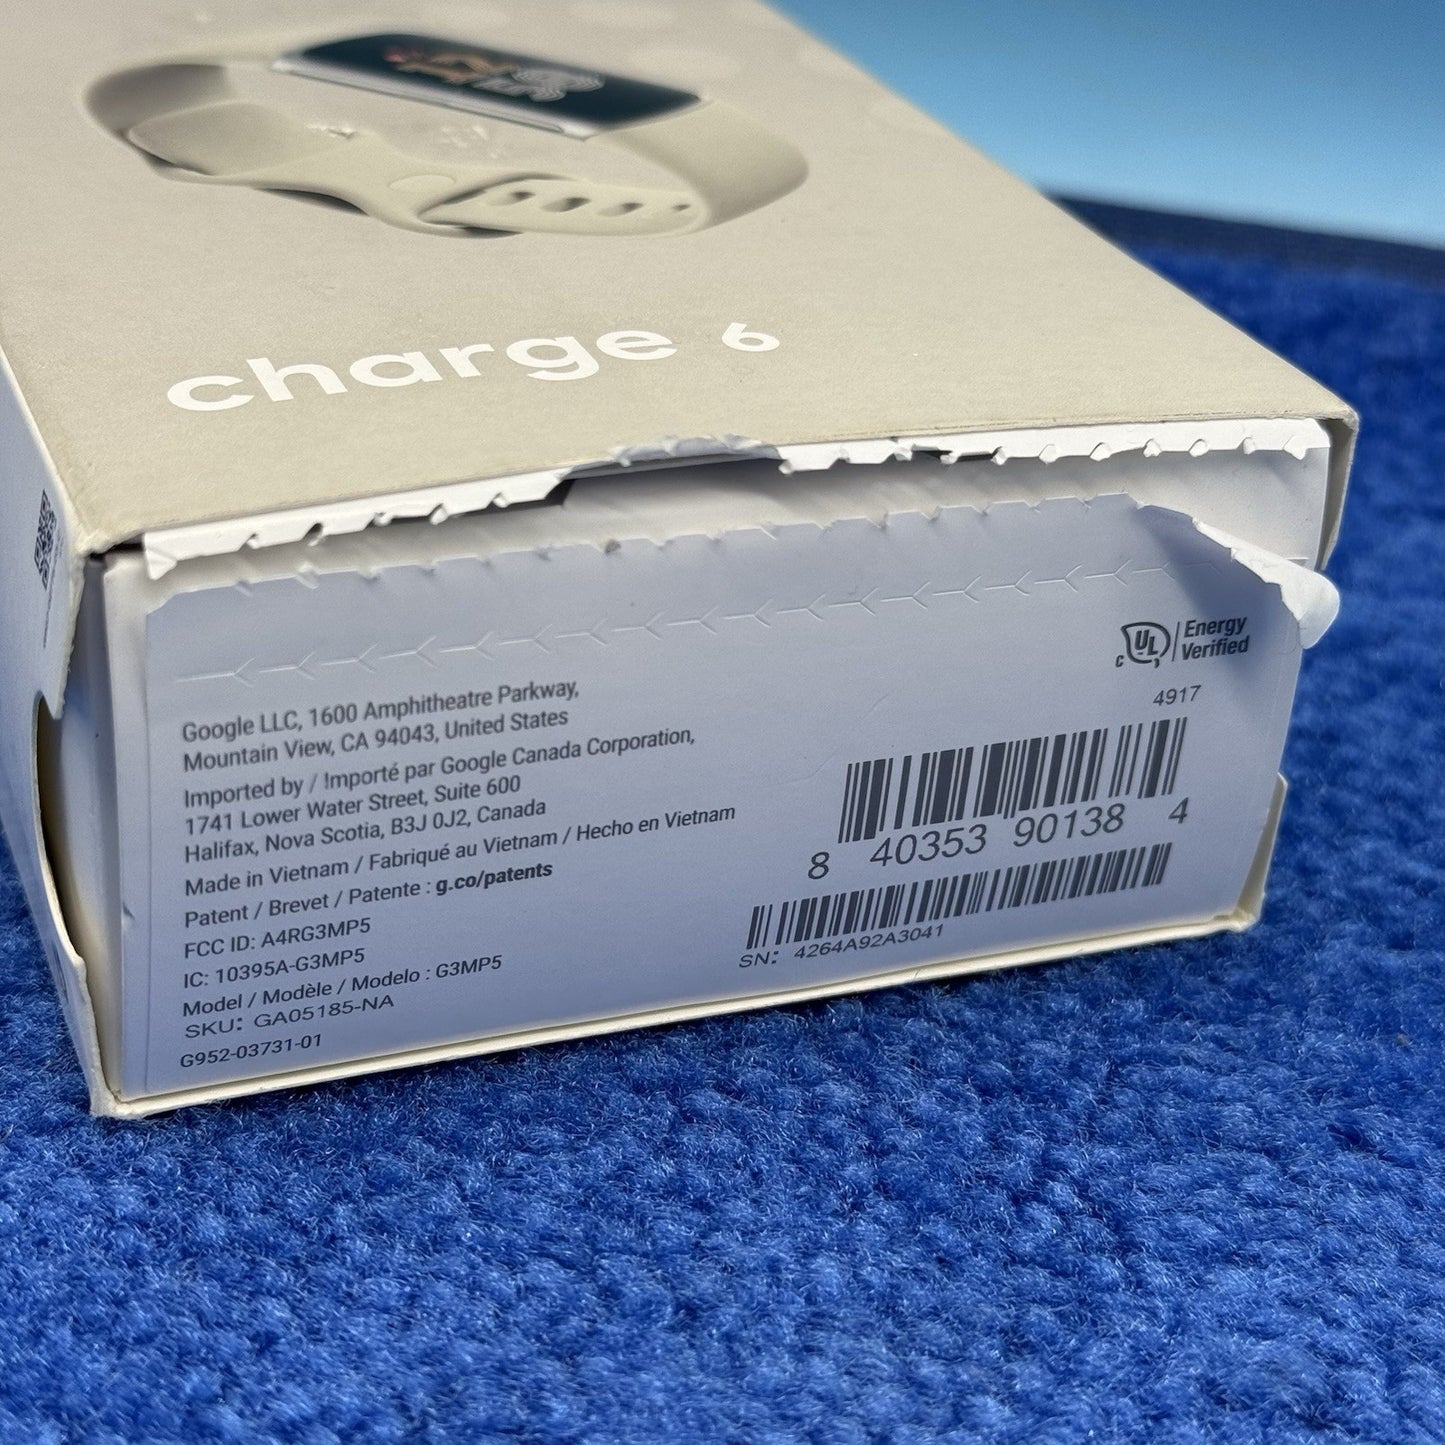 charge 6
Google LLC, 1600 Amphitheatre Parkway,
Mountain View, CA 94043, United States
Imported by / !mporté par Google Canada Corporation,
1741 Lower Water Street, Suite 600
Halifax, Nova Scotia, B3J 0J2, Canada
Made in Vietnam / Fabriqué au Vietnam / Hecho en Vietnam
Patent / Brevet / Patente : g.co/patents
FCC ID: A4RG3MP5
IC: 10395A-G3MP5
Model / Modèle / Modelo : G3MP5
SKU: GA05185-NA
G952-03731-01
c UL Energy
Verified
4917
8 40353 90138 4
SN: 4264A92A3041